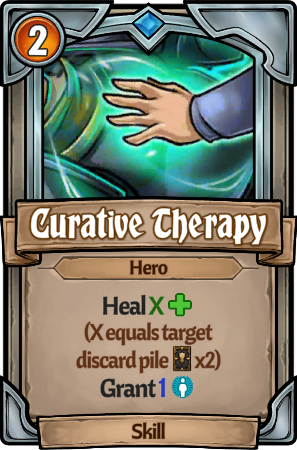 2
Curative Therapy
Hero
Heal X
(X equals target
discard pile x2)
Grant 1
Skill